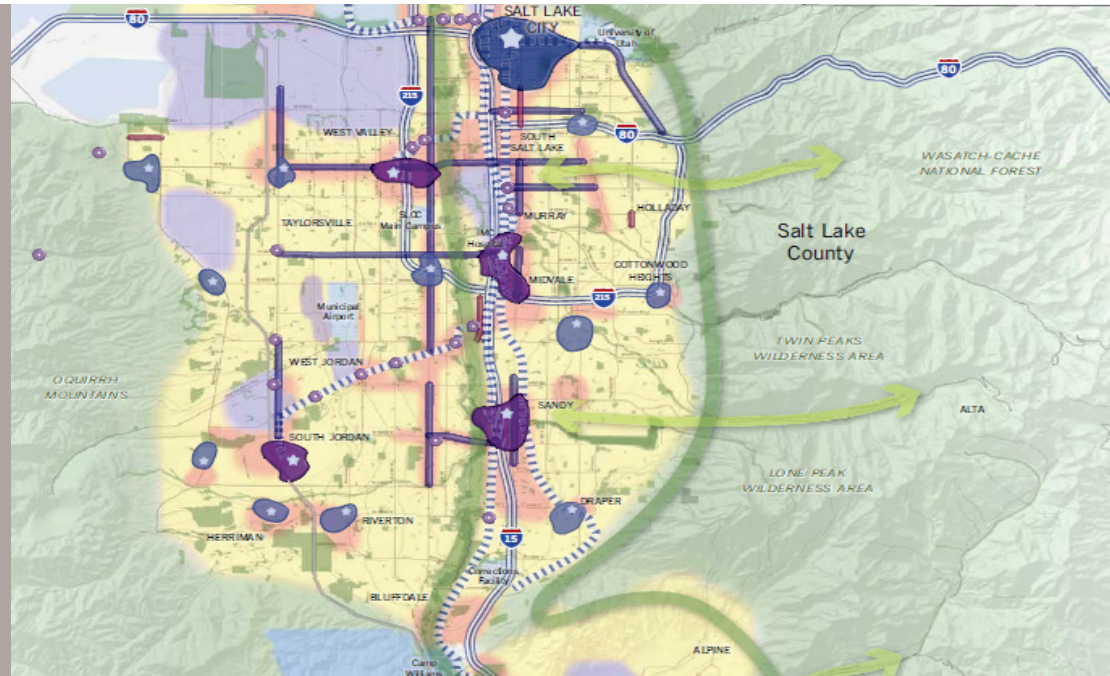 SALT LAKE
CITY
80
University of
Utah
80
215
80
WEST VALLEY
SOUTH
SALT LAKE
WASATCH-CACHE
NATIONAL FOREST
HOLLADAY
SLCC
Main Campus
MURRAY
TAYLORSVILLE
Salt Lake
County
IMC
Hospital
COTTONWOOD
HEIGHTS
MIDVALE
215
Municipal
Airport
TWIN PEAKS
WILDERNESS AREA
WEST JORDAN
OQUIRRH
MOUNTAINS
SANDY
ALTA
SOUTH JORDAN
LONE PEAK
WILDERNESS AREA
DRAPER
RIVERTON
HERRIMAN
15
Corrections
Facility
BLUFFDALE
ALPINE
Camp
Williams